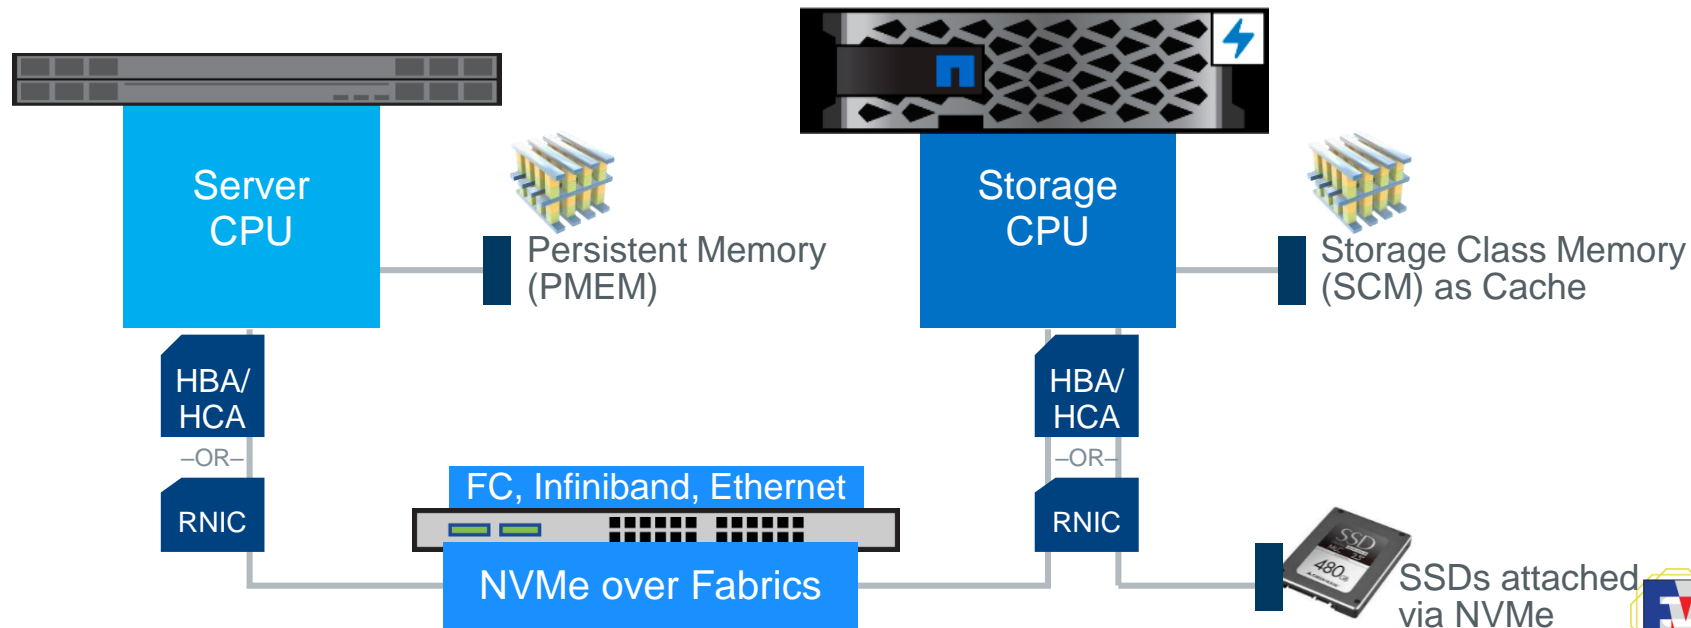 Server
CPU
Persistent Memory
(PMEM)
Storage
CPU
Storage Class Memory
(SCM) as Cache
HBA/
HCA
–OR–
RNIC
FC, Infiniband, Ethernet
NVMe over Fabrics
HBA/
HCA
–OR–
RNIC
SSD
480GB
SSDs attached
via NVMe